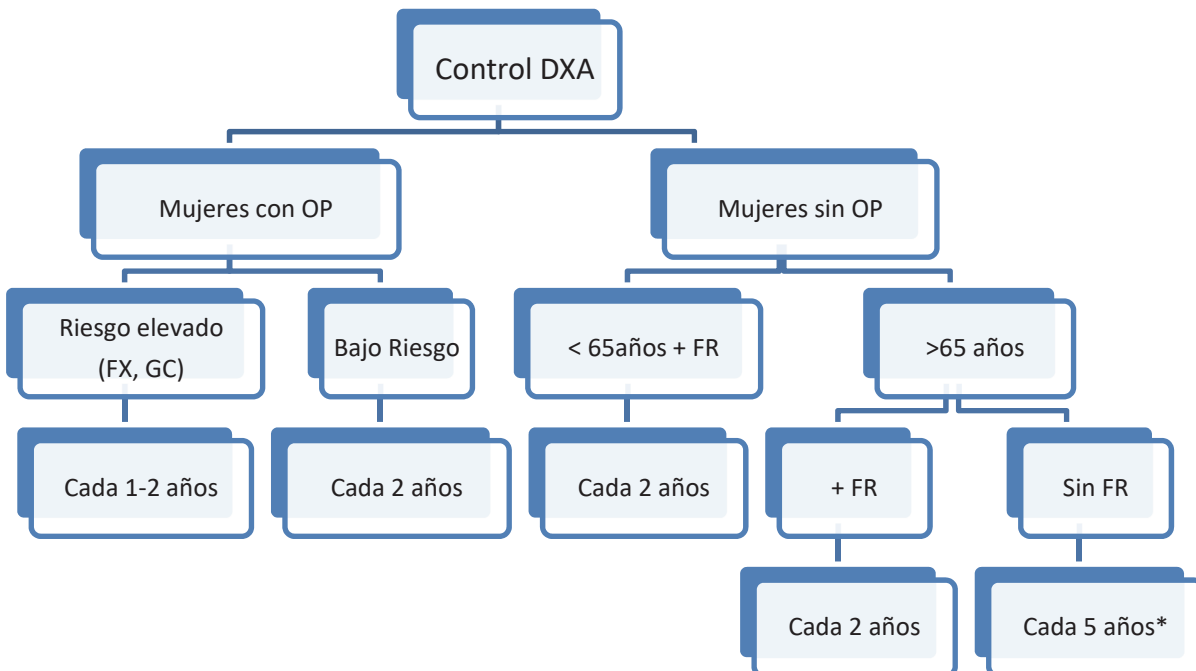 Control DXA
Mujeres con OP
Mujeres sin OP
Riesgo elevado
(FX, GC)
Bajo Riesgo
< 65años + FR
>65 años
Cada 1-2 años
Cada 2 años
Cada 2 años
+ FR
Sin FR
Cada 2 años
Cada 5 años*